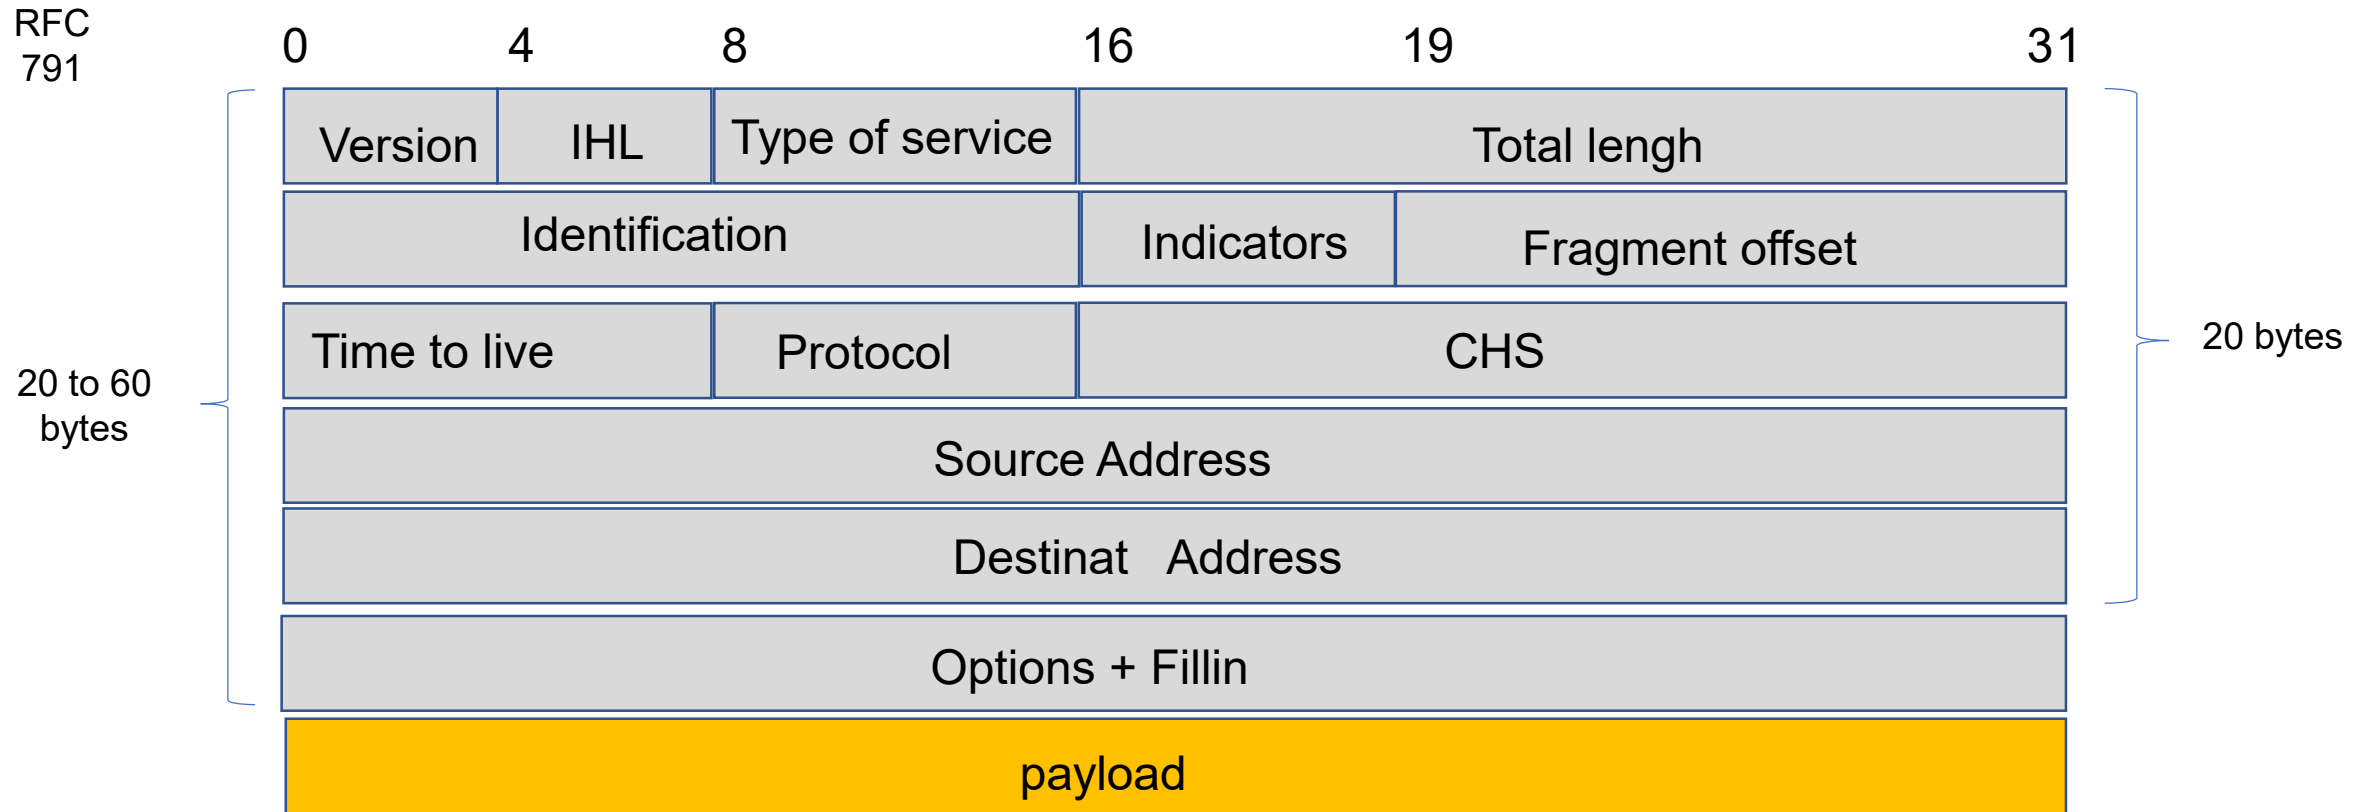 RFC
791
0 4 8 16 19 31
Version IHL Type of service Total lengh
Identification Indicators Fragment offset
Time to live Protocol CHS
20 bytes
20 to 60
bytes
Source Address
Destinat Address
Options + Fillin
payload